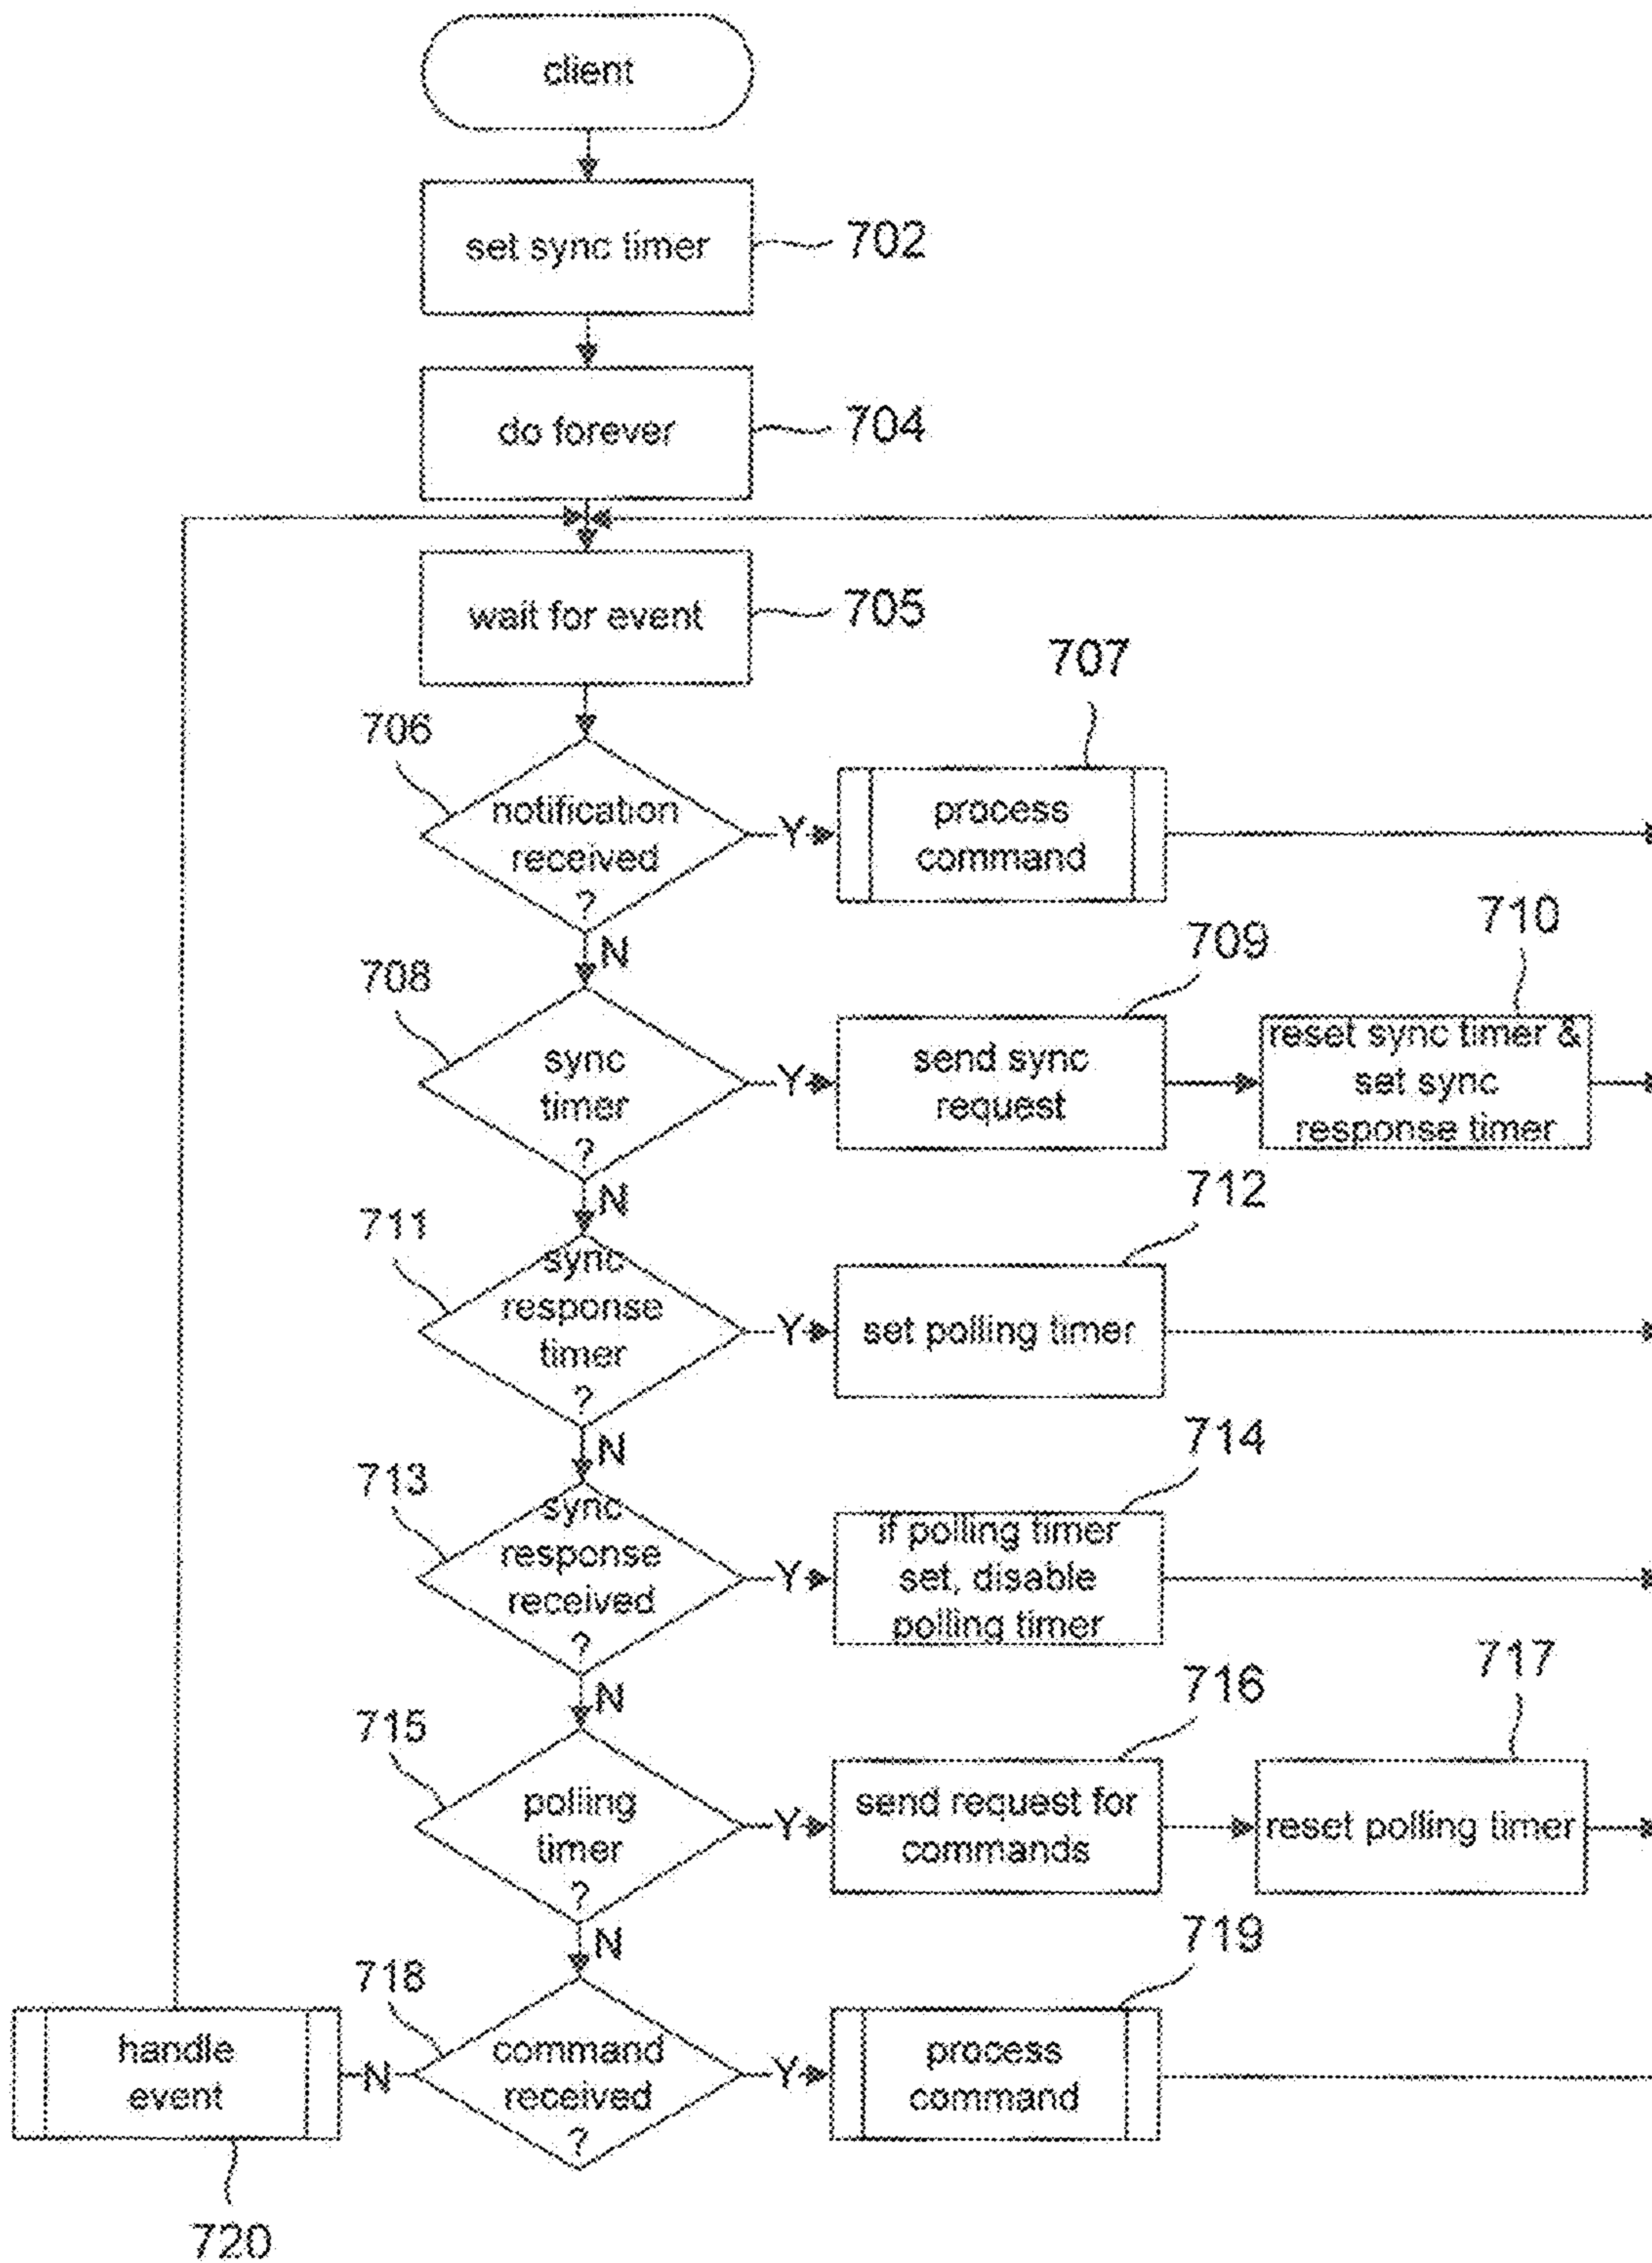 client
set sync timer
702
do forever
704
wait for event
705
707
706
notification
received
?
Y
process
command
N
710
709
708
sync
timer
?
Y
send sync
request
reset sync timer &
set sync
response timer
N
712
711
sync
response
timer
?
Y
set polling timer
N
714
713
sync
response
received
?
Y
if polling timer
set, disable
polling timer
N
717
716
715
polling
timer
?
Y
send request for
commands
reset polling timer
N
719
718
handle
event
N
command
received
?
Y
process
command
720